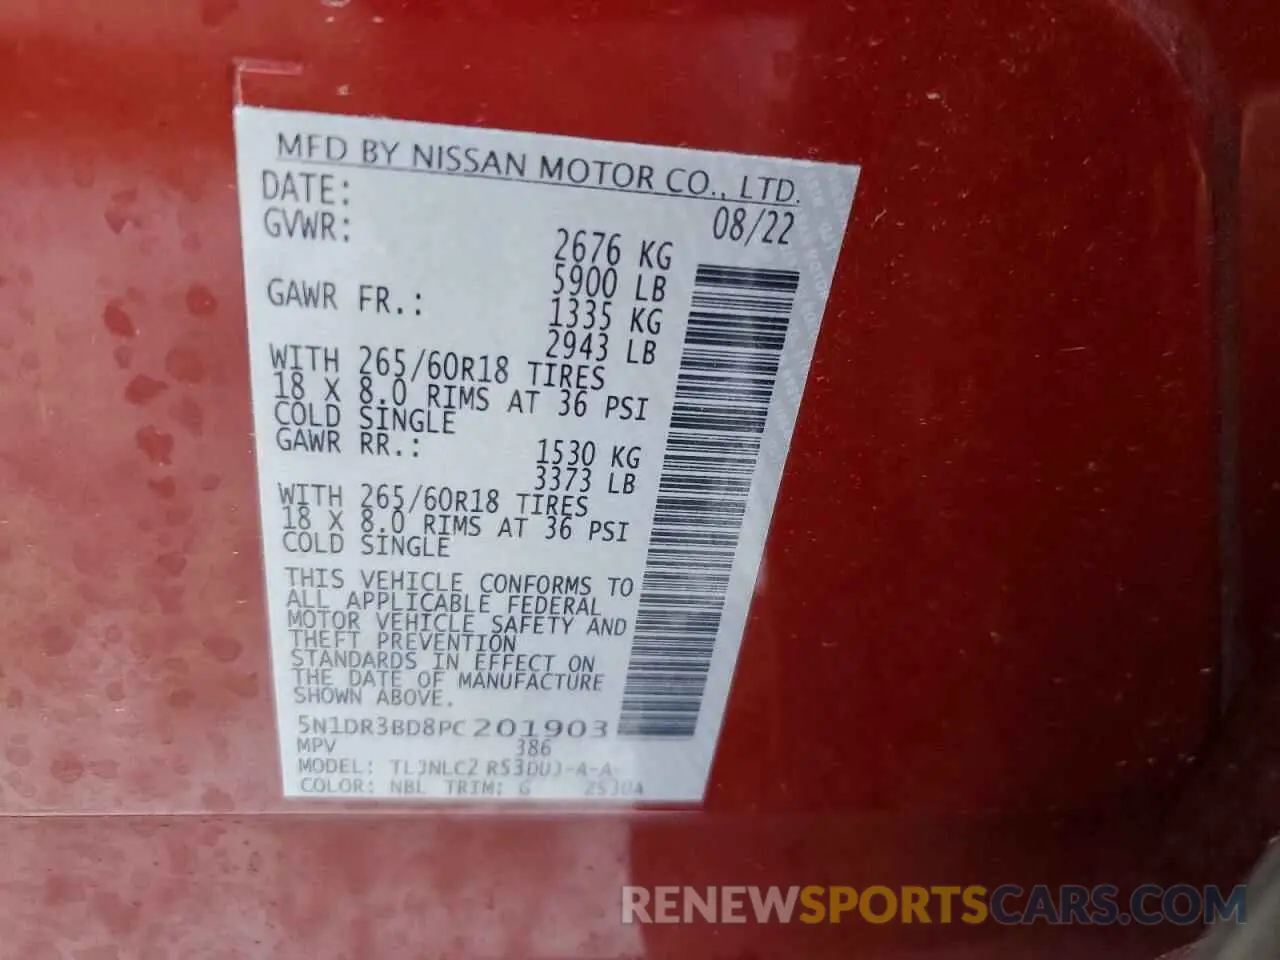 MFD BY NISSAN MOTOR CO., LTD.
DATE: 08/22
GVWR: 2676 KG
5900 LB
GAWR FR.: 1335 KG
2943 LB
WITH 265/60R18 TIRES
18 X 8.0 RIMS AT 36 PSI
COLD SINGLE
GAWR RR.: 1530 KG
3373 LB
WITH 265/60R18 TIRES
18 X 8.0 RIMS AT 36 PSI
COLD SINGLE
THIS VEHICLE CONFORMS TO
ALL APPLICABLE FEDERAL
MOTOR VEHICLE SAFETY AND
THEFT PREVENTION
STANDARDS IN EFFECT ON
THE DATE OF MANUFACTURE
SHOWN ABOVE.
5N1DR3BD8PC201903
MPV 386
MODEL: TLJNLCZ R53DUJ-A-A-
COLOR: NBL TRIM: G
RENEWSPORTSCARS.COM